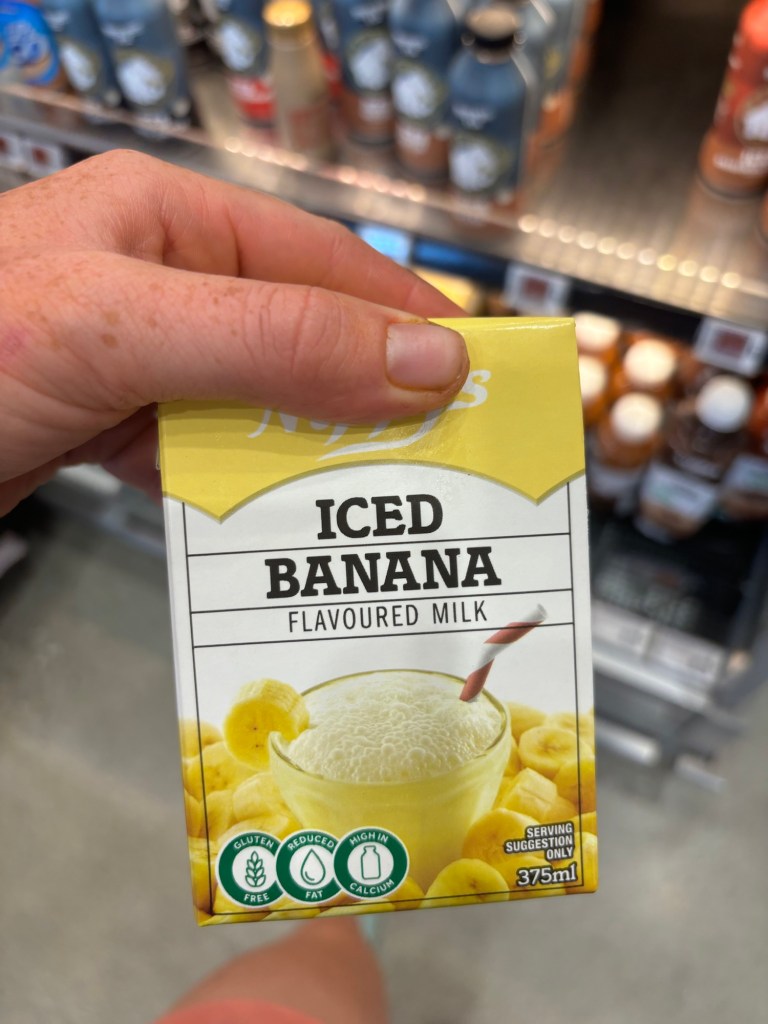 ICED
BANANA
FLAVOURED MILK
GLUTEN
FREE
REDUCED
FAT
HIGH IN
CALCIUM
SERVING
SUGGESTION
ONLY
375ml